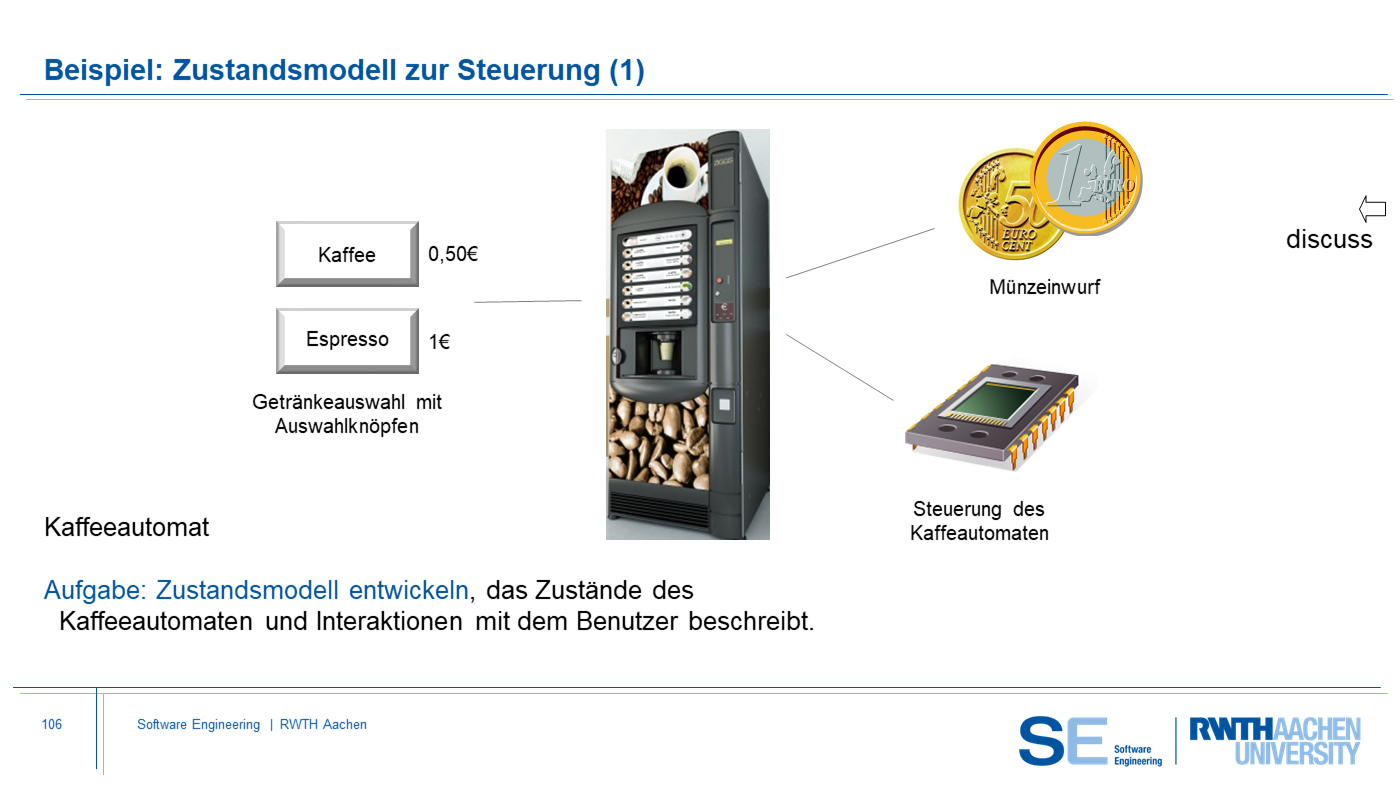 Beispiel: Zustandsmodell zur Steuerung (1)
Kaffee
0,50€
Espresso
1€
Getränkeauswahl mit
Auswahlknöpfen
50
EURO
CENT
1
EURO
Münzeinwurf
discuss
Steuerung des
Kaffeautomaten
Kaffeeautomat
Aufgabe: Zustandsmodell entwickeln, das Zustände des
Kaffeeautomaten und Interaktionen mit dem Benutzer beschreibt.
106
Software Engineering | RWTH Aachen
SE Software
Engineering
RWTHAACHEN
UNIVERSITY